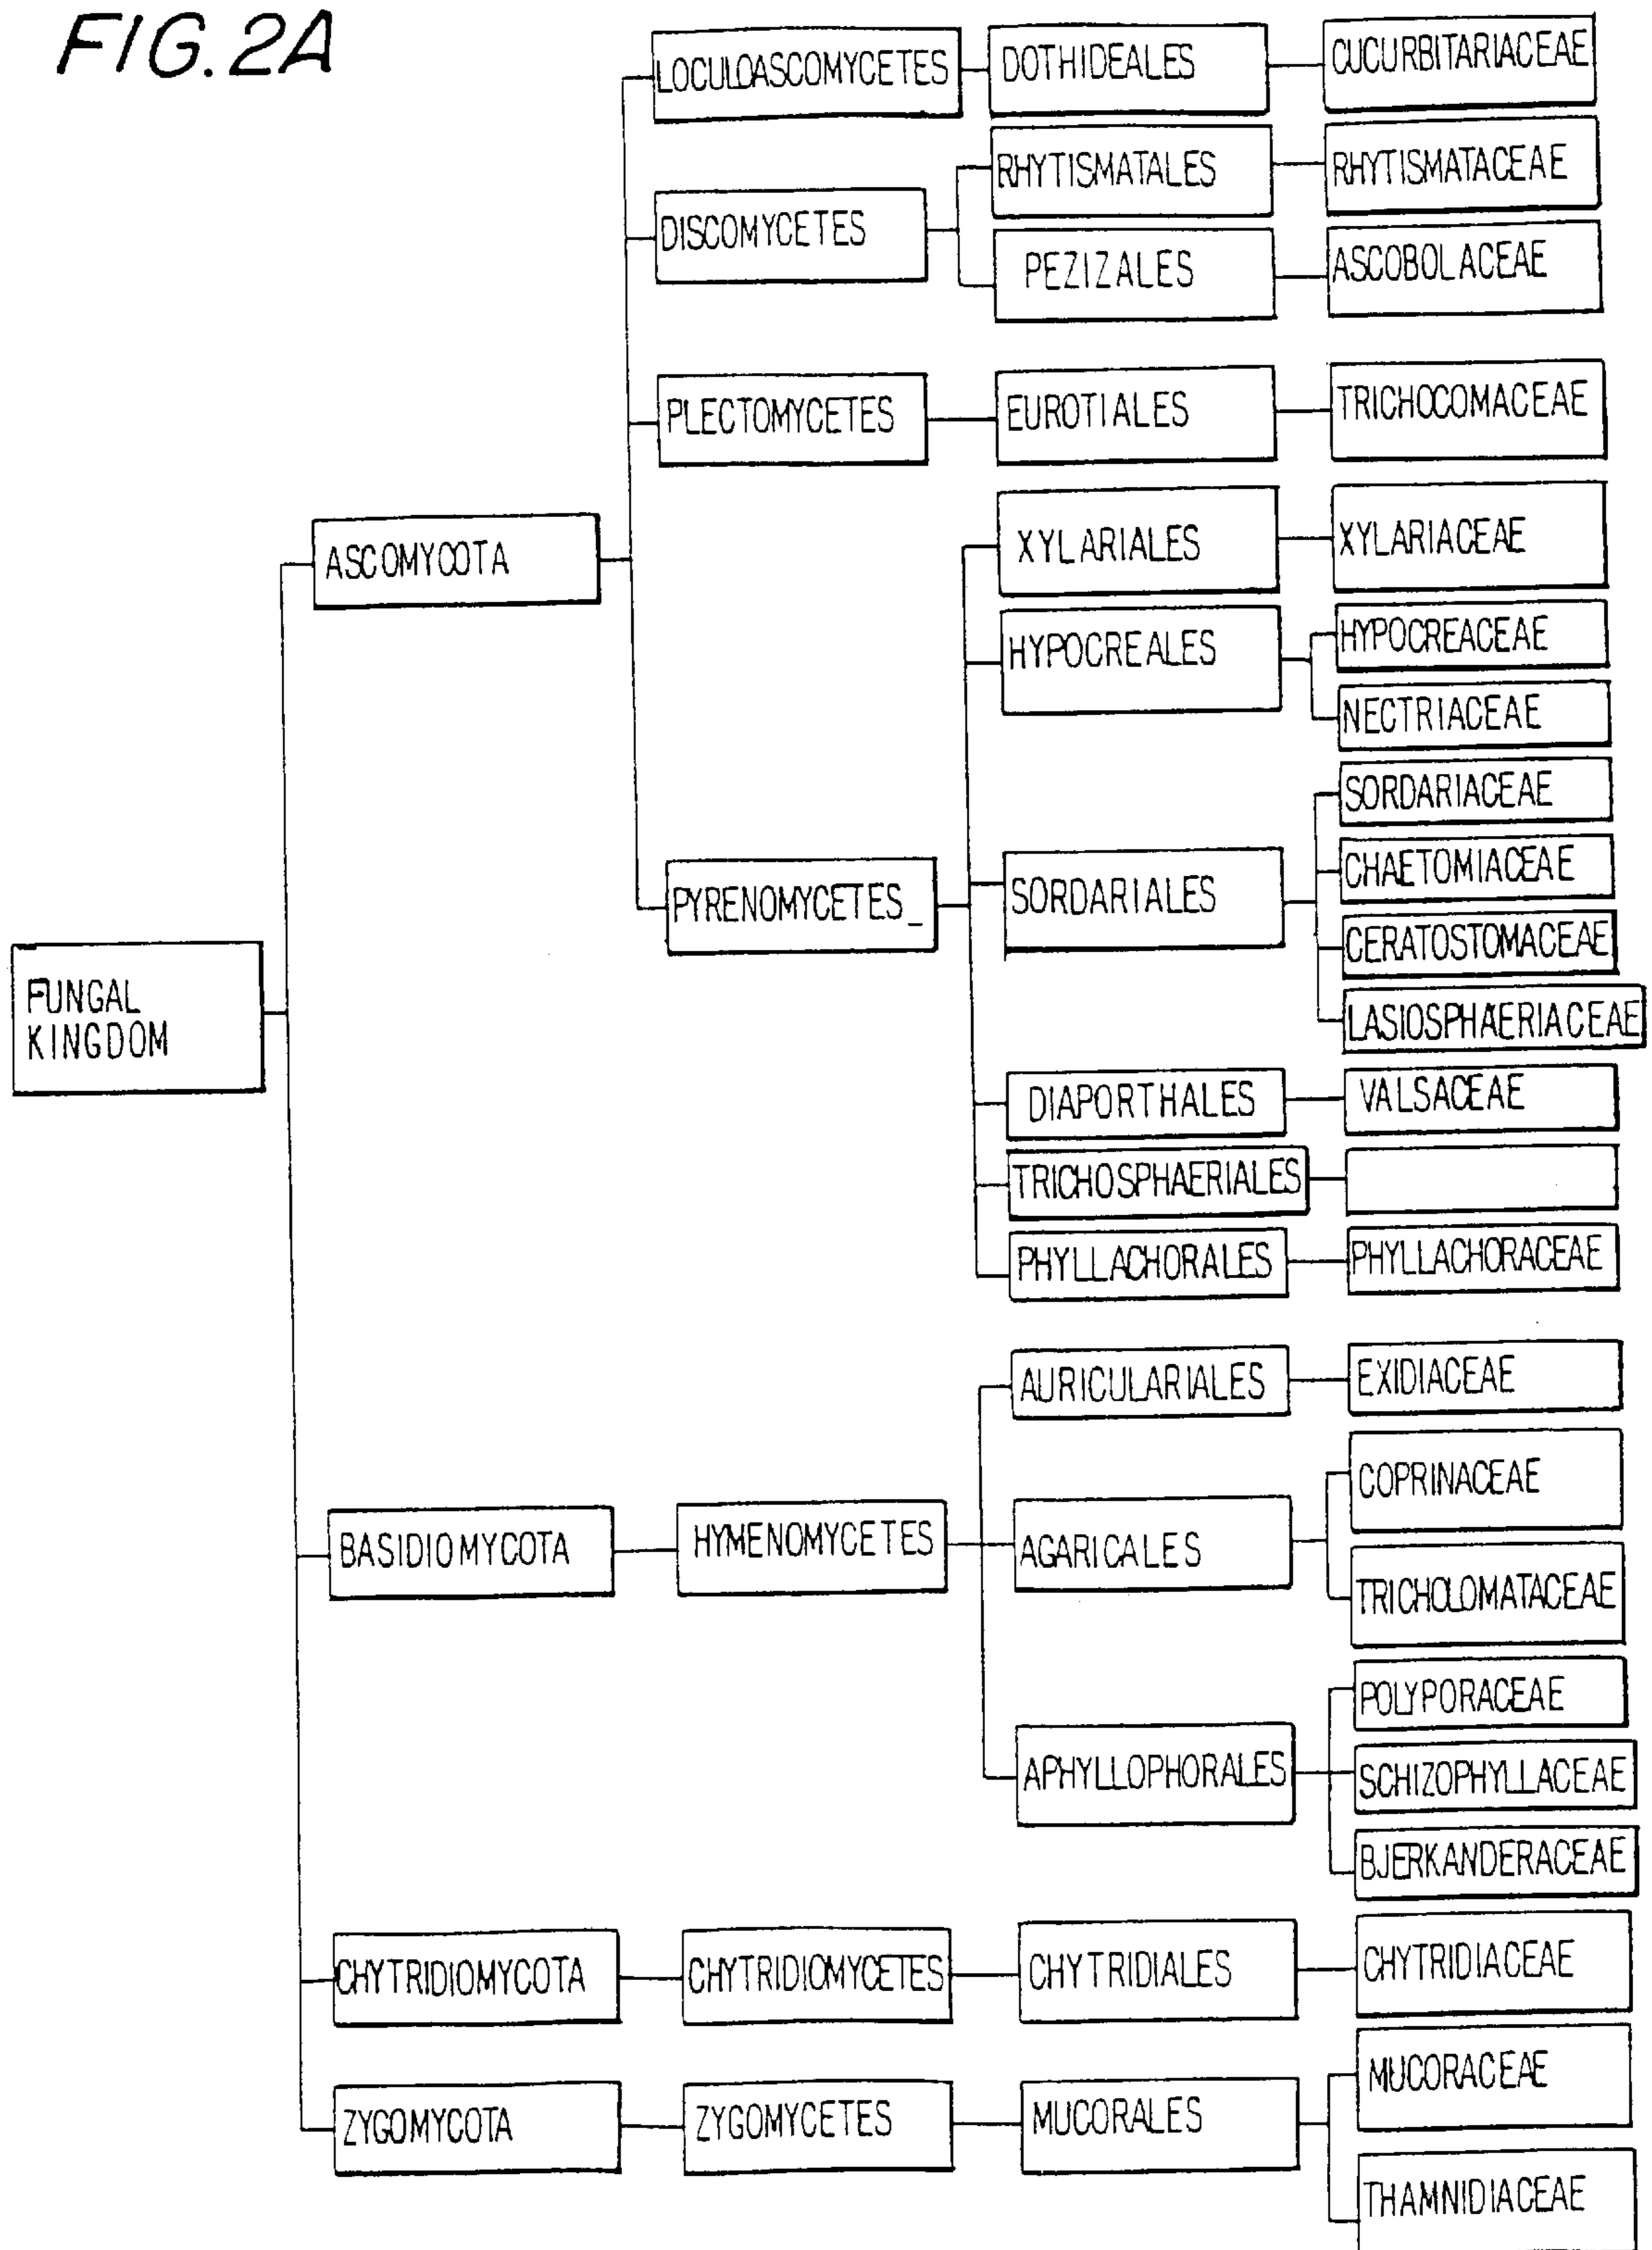 FIG. 2A
LOCULOASCOMYCETES
DOTHIDEALES
CUCURBITARIACEAE
RHYTISMATALES
RHYTISMATACEAE
DISCOMYCETES
PEZIZALES
ASCOBOLACEAE
PLECTOMYCETES
EUROTIALES
TRICHOCOMACEAE
ASCOMYCOTA
XYLARIALES
XYLARIACEAE
HYPOCREALES
HYPOCREACEAE
NECTRIACEAE
PYRENOMYCETES_
SORDARIALES
SORDARIACEAE
CHAETOMIACEAE
CERATOSTOMACEAE
LASIOSPHAERIACEAE
FUNGAL
KINGDOM
DIAPORTHALES
VALSACEAE
TRICHOSPHAERIALES
PHYLLACHORALES
PHYLLACHORACEAE
AURICULARIALES
EXIDIACEAE
BASIDIOMYCOTA
HYMENOMYCETES
AGARICALES
COPRINACEAE
TRICHOLOMATACEAE
APHYLLOPHORALES
POLYPORACEAE
SCHIZOPHYLLACEAE
BJERKANDERACEAE
CHYTRIDIOMYCOTA
CHYTRIDIOMYCETES
CHYTRIDIALES
CHYTRIDIACEAE
ZYGOMYCOTA
ZYGOMYCETES
MUCORALES
MUCORACEAE
THAMNIDIACEAE